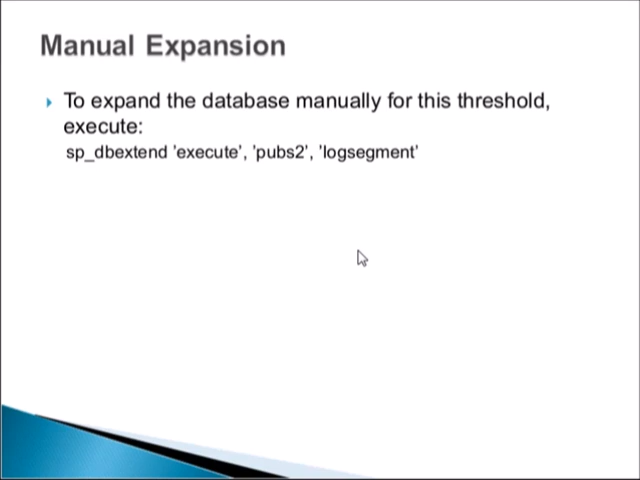 Manual Expansion
To expand the database manually for this threshold,
execute:
sp_dbextend 'execute', 'pubs2', 'logsegment'